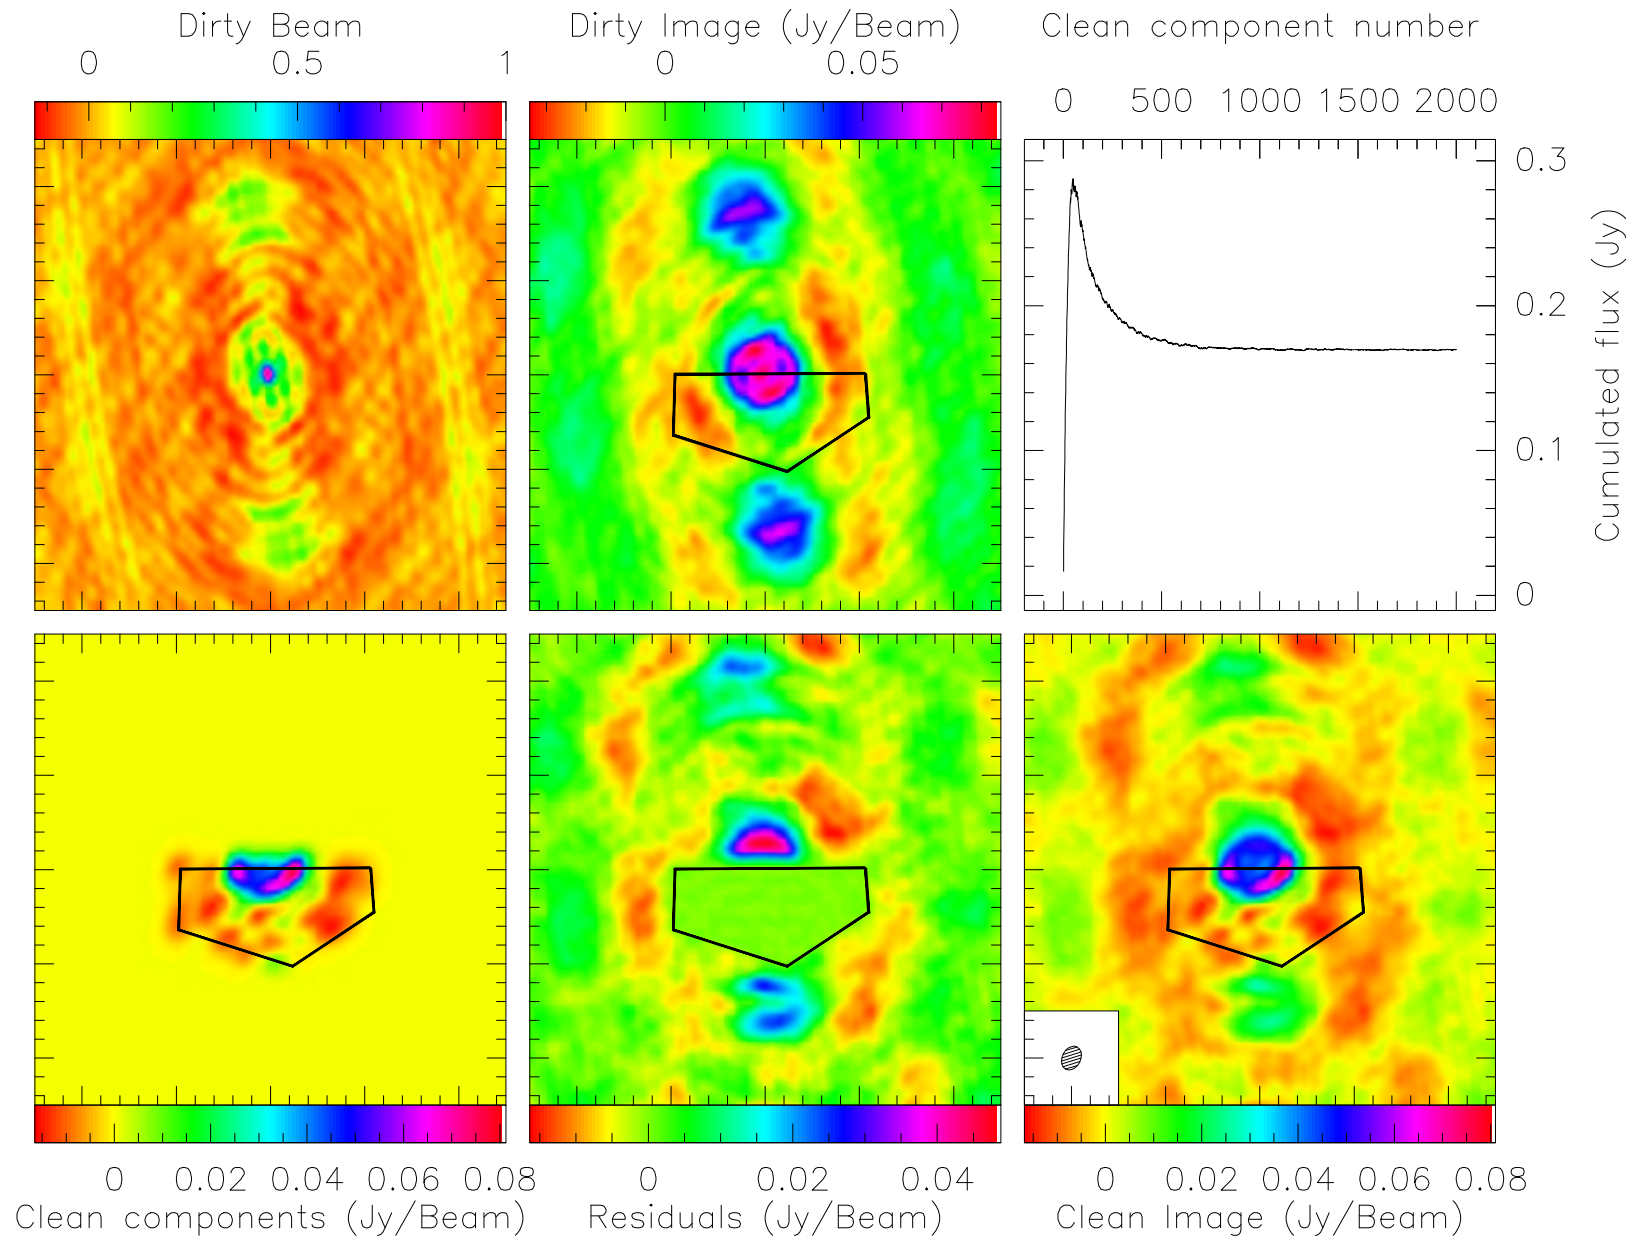 Dirty Beam
0 0.5 1
Dirty Image (Jy/Beam)
0 0.05
Clean component number
0 500 1000 1500 2000
0.3
0.2
0.1
0
Cumulated flux (Jy)
0 0.02 0.04 0.06 0.08
Clean components (Jy/Beam)
0 0.02 0.04
Residuals (Jy/Beam)
0 0.02 0.04 0.06 0.08
Clean Image (Jy/Beam)